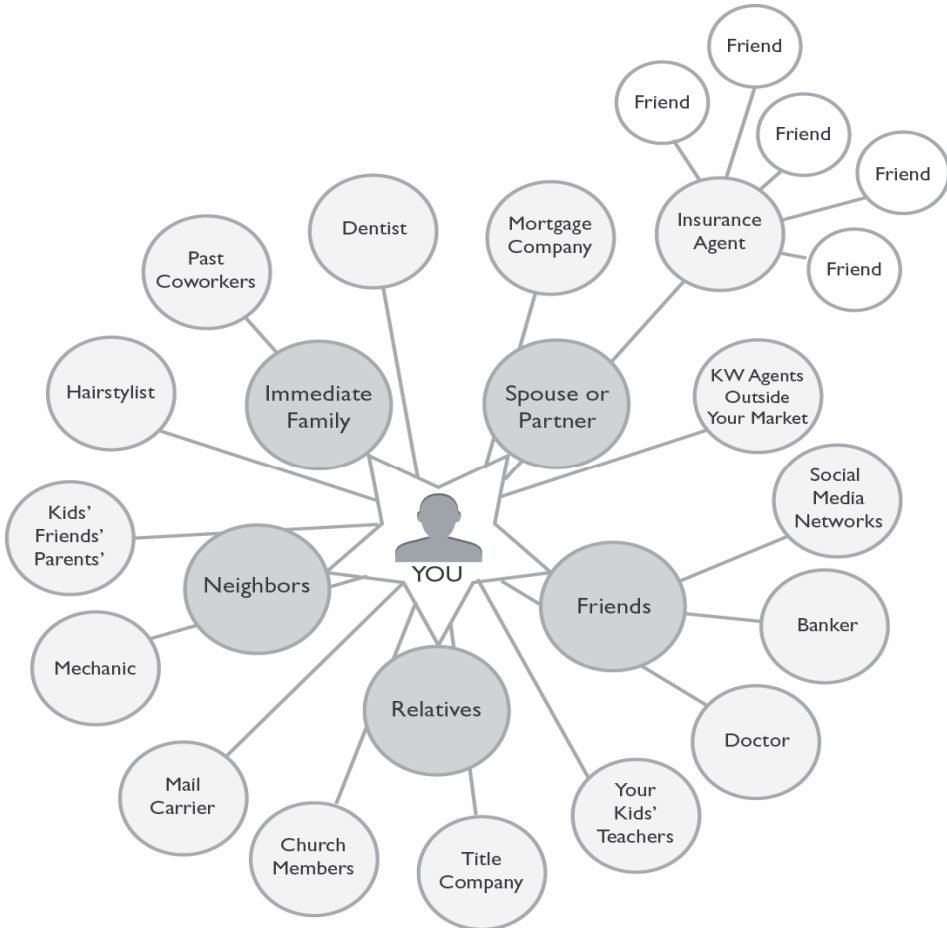 Friend
Friend
Friend
Friend
Friend
Insurance
Agent
Mortgage
Company
Dentist
Past
Coworkers
Hairstylist
Immediate
Family
Spouse or
Partner
KW Agents
Outside
Your Market
Social
Media
Networks
Kids’
Friends’
Parents’
Neighbors
YOU
Friends
Banker
Mechanic
Relatives
Doctor
Mail
Carrier
Church
Members
Title
Company
Your
Kids’
Teachers